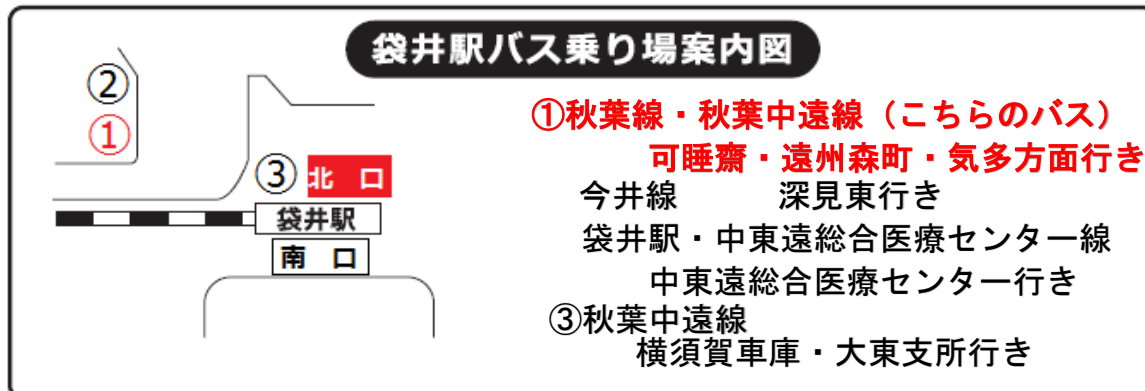 袋井駅バス乗り場案内図
②
①
③
北 口
袋井駅
南 口
①秋葉線・秋葉中遠線（こちらのバス）
可睡齋・遠州森町・気多方面行き
今井線 深見東行き
袋井駅・中東遠総合医療センター線
中東遠総合医療センター行き
③秋葉中遠線
横須賀車庫・大東支所行き